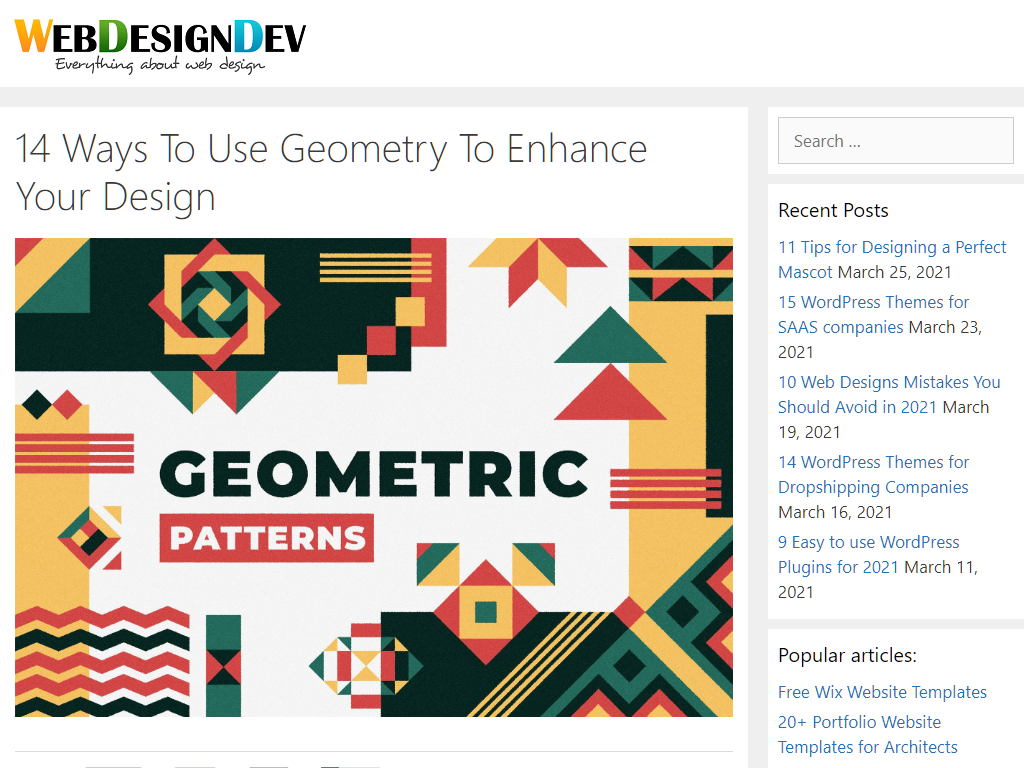 WEBDESIGNDEV
Everything about web design
14 Ways To Use Geometry To Enhance
Your Design
GEOMETRIC
PATTERNS
Search ...
Recent Posts
11 Tips for Designing a Perfect
Mascot March 25, 2021
15 WordPress Themes for
SAAS companies March 23,
2021
10 Web Designs Mistakes You
Should Avoid in 2021 March
19, 2021
14 WordPress Themes for
Dropshipping Companies
March 16, 2021
9 Easy to use WordPress
Plugins for 2021 March 11,
2021
Popular articles:
Free Wix Website Templates
20+ Portfolio Website
Templates for Architects